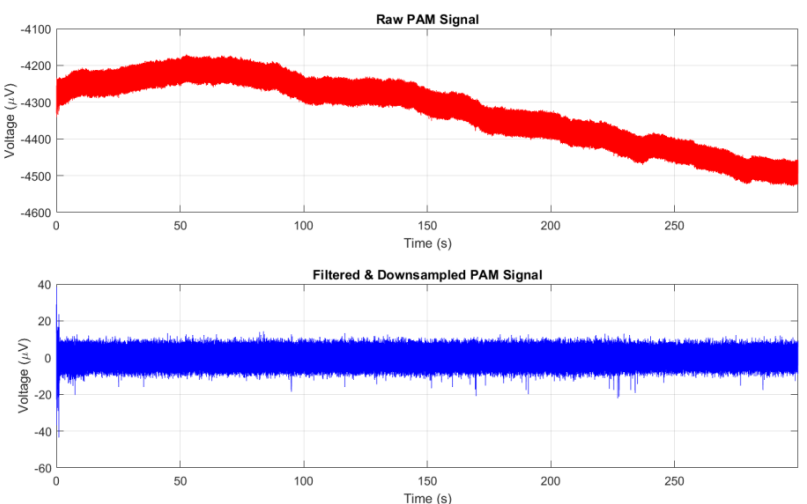 Raw PAM Signal
-4100
-4200
-4300
-4400
-4500
-4600
Voltage (μV)
0 50 100 150 200 250
Time (s)
Filtered & Downsampled PAM Signal
40
20
0
-20
-40
-60
Voltage (μV)
0 50 100 150 200 250
Time (s)